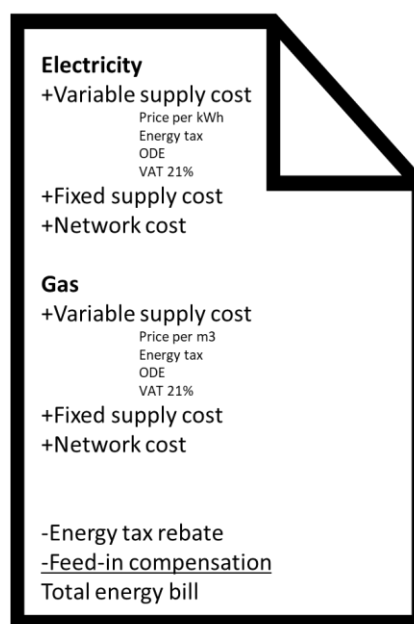 Electricity
+Variable supply cost
Price per kWh
Energy tax
ODE
VAT 21%
+Fixed supply cost
+Network cost
Gas
+Variable supply cost
Price per m3
Energy tax
ODE
VAT 21%
+Fixed supply cost
+Network cost
-Energy tax rebate
-Feed-in compensation
Total energy bill